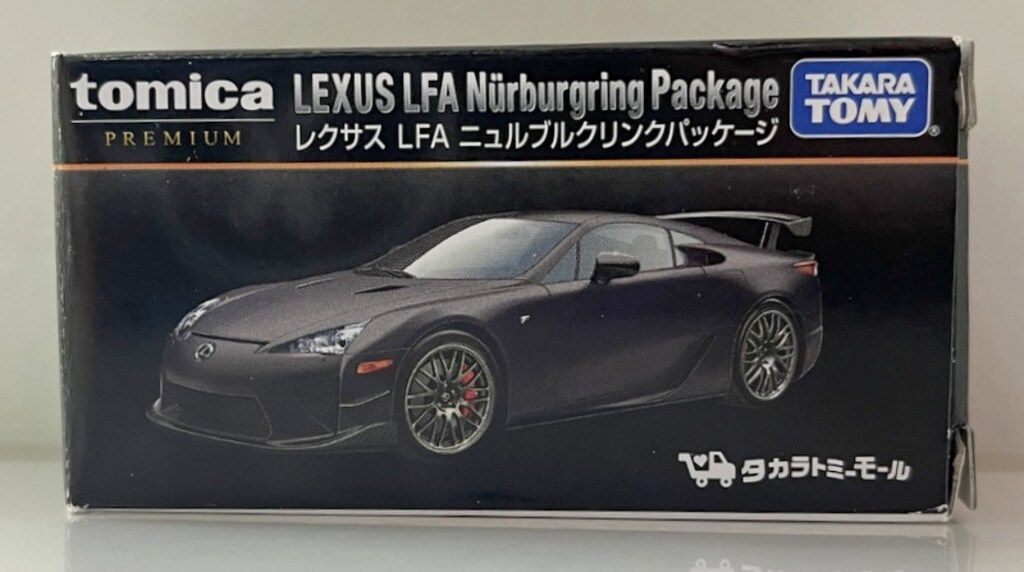 tomica
PREMIUM
LEXUS LFA Nürburgring Package
レクサス LFA ニュルブルクリンクパッケージ
TAKARA
TOMY
®
タカラトミーモール